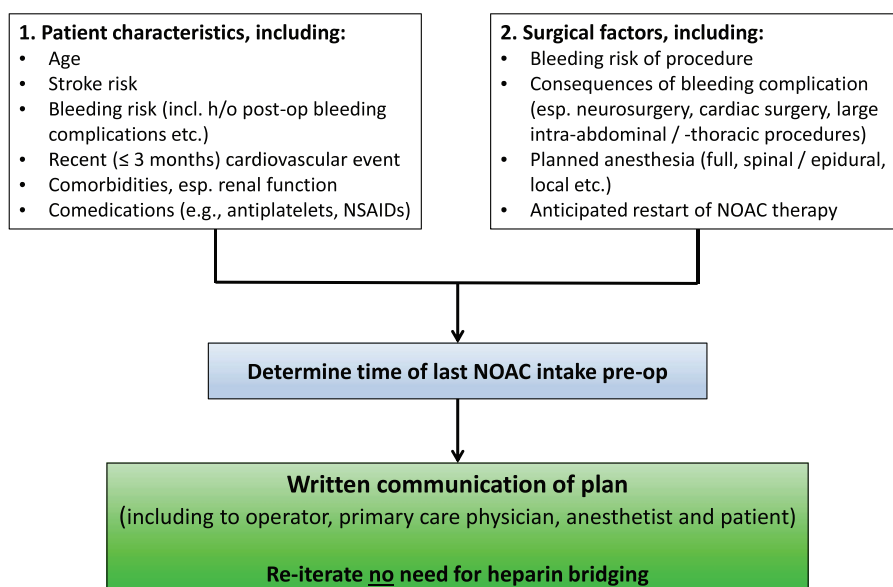 1. Patient characteristics, including:
• Age
• Stroke risk
• Bleeding risk (incl. h/o post-op bleeding
complications etc.)
• Recent (≤ 3 months) cardiovascular event
• Comorbidities, esp. renal function
• Comedications (e.g., antiplatelets, NSAIDs)
2. Surgical factors, including:
• Bleeding risk of procedure
• Consequences of bleeding complication
(esp. neurosurgery, cardiac surgery, large
intra-abdominal / -thoracic procedures)
• Planned anesthesia (full, spinal / epidural,
local etc.)
• Anticipated restart of NOAC therapy
Determine time of last NOAC intake pre-op
Written communication of plan
(including to operator, primary care physician, anesthetist and patient)
Re-iterate no need for heparin bridging